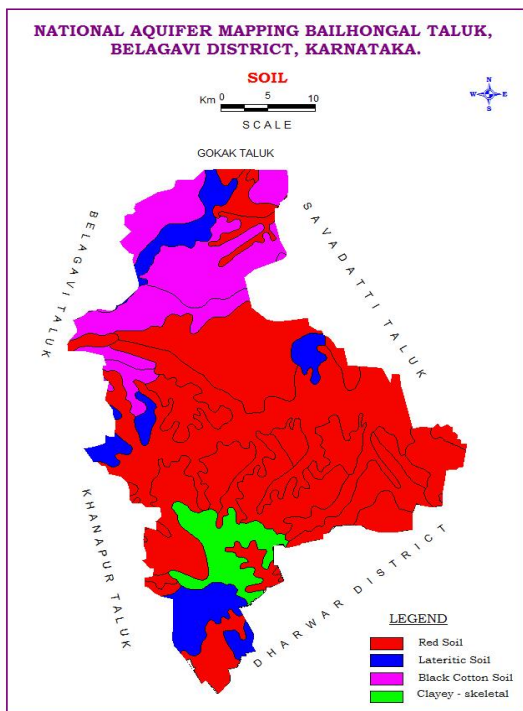 NATIONAL AQUIFER MAPPING BAILHONGAL TALUK,
BELAGAVI DISTRICT, KARNATAKA.
SOIL
Km 0 5 10
SCALE
N
W E
S
GOKAK TALUK
BELAGAVI TALUK
SAVADATTI TALUK
KHANAPUR TALUK
DHARWAR DISTRICT
LEGEND
Red Soil
Lateritic Soil
Black Cotton Soil
Clayey - skeletal